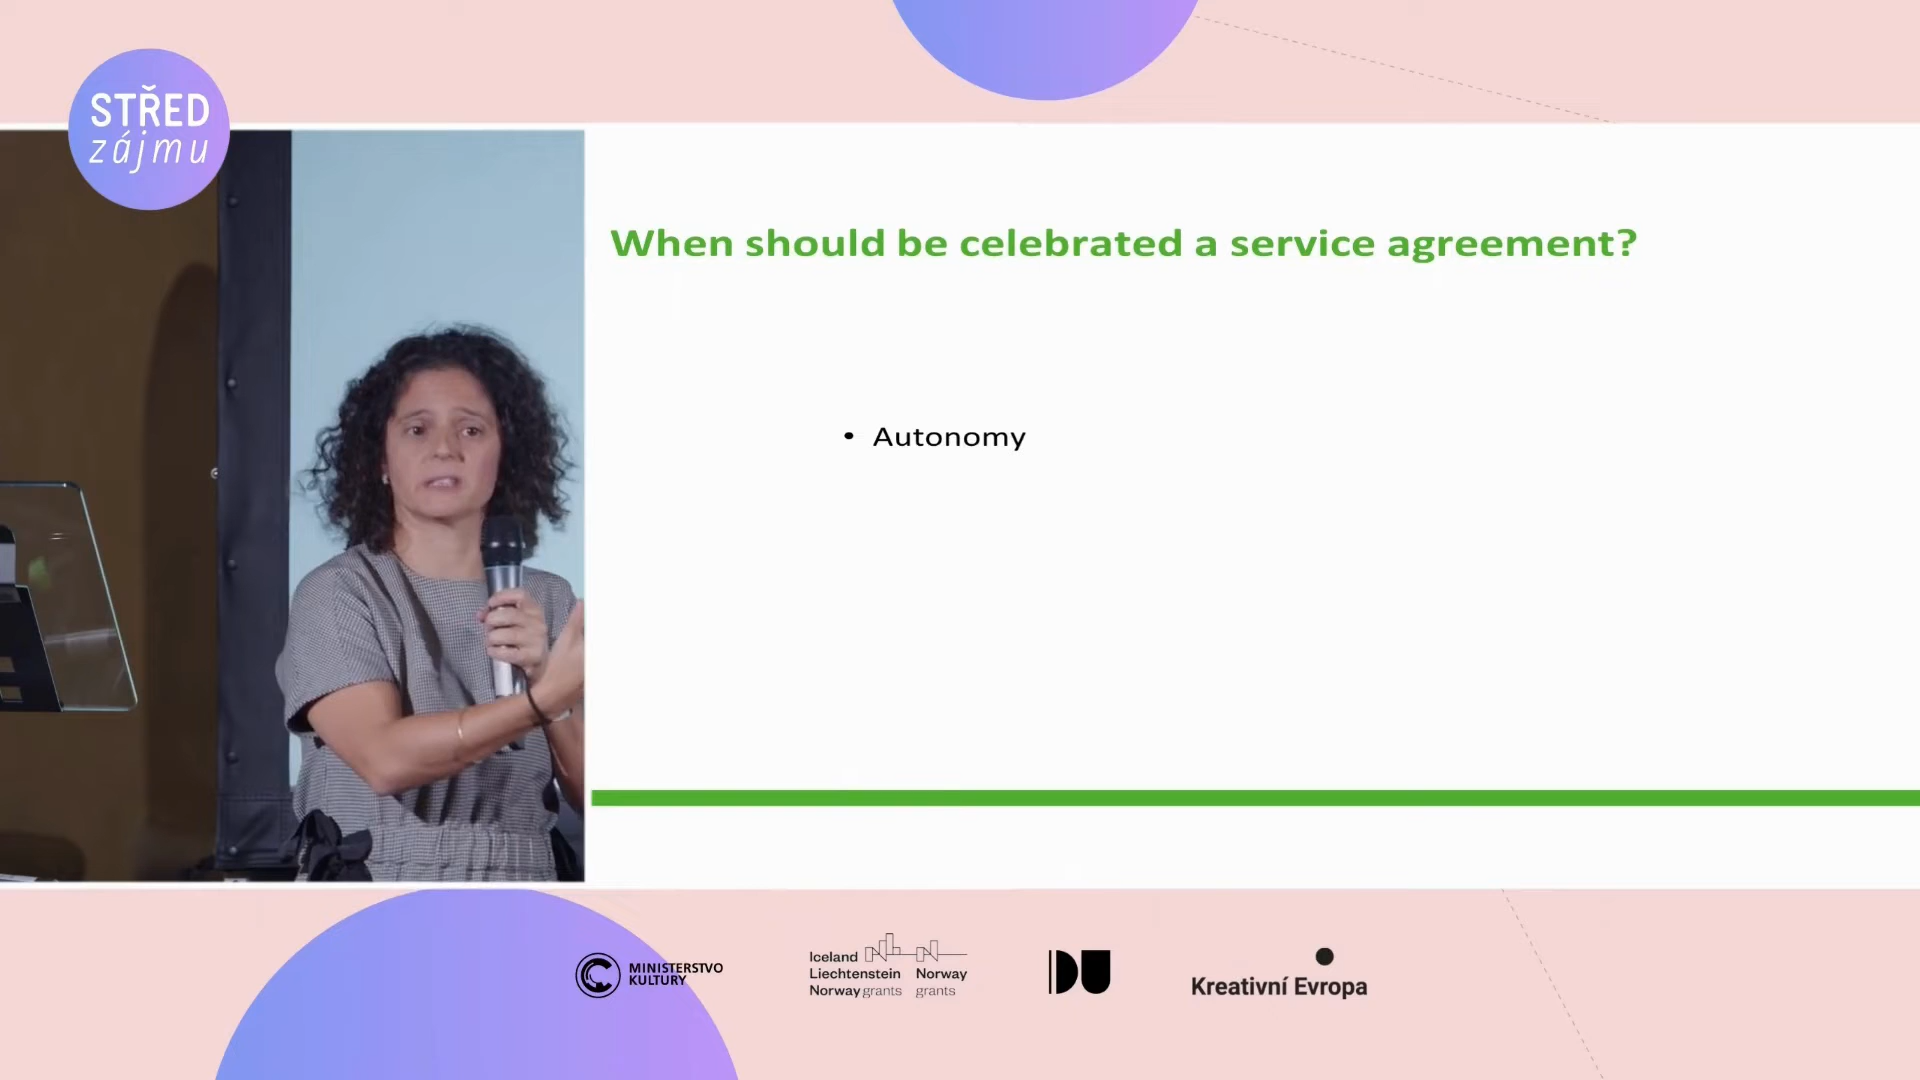 STŘED
zájmu
When should be celebrated a service agreement?
• Autonomy
MINISTERSTVO
KULTURY
Iceland
Liechtenstein
Norway grants
Norway
grants
DU
Kreativní Evropa